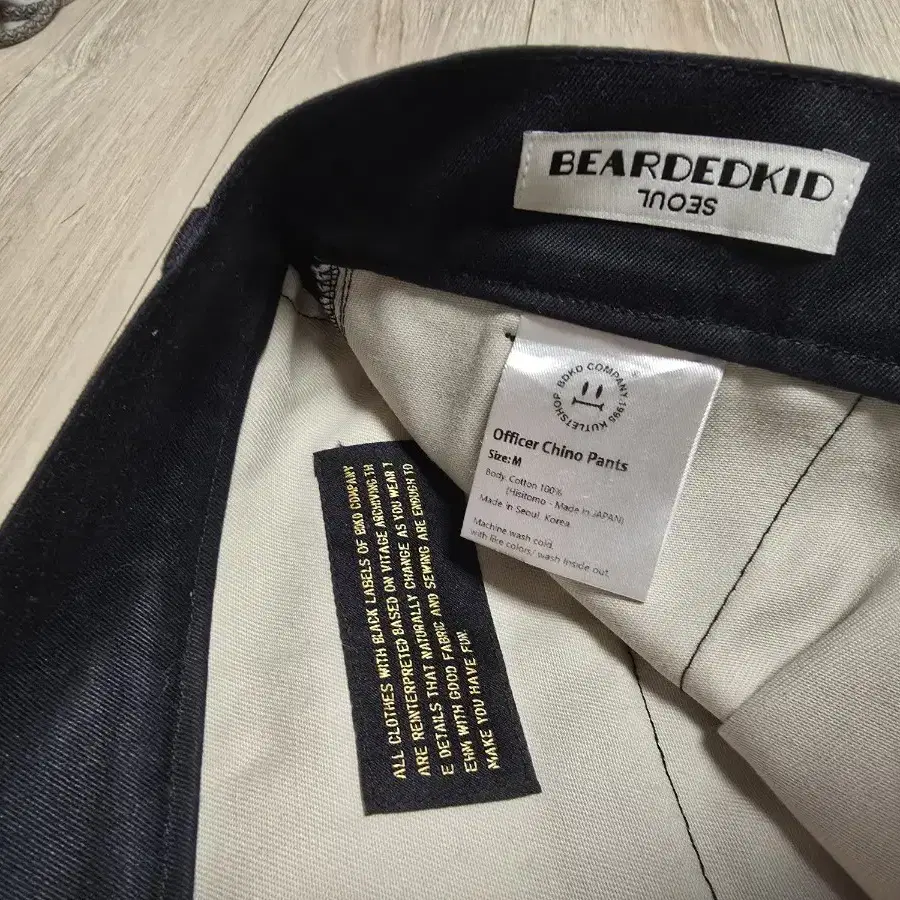 BEARDEDKID
SEOUL
BDKD COMPANY. 1995 KUTLETSHOP
Officer Chino Pants
Size: M
Body. Cotton 100%
(Hisitomo - Made in JAPAN)
Made in Seoul, Korea
Machine wash cold.
with like colors/ wash inside out.
ALL CLOTHES WITH BLACK LABELS OF BDKD COMPANY
ARE REINTERPRETED BASED ON VITAGE ARCHIVING.TH
E DETAILS THAT NATURALLY CHANGE AS YOU WEAR T
EHM WITH GOOD FABRIC AND SEWING ARE ENOUGH TO
MAKE YOU HAVE FUN.